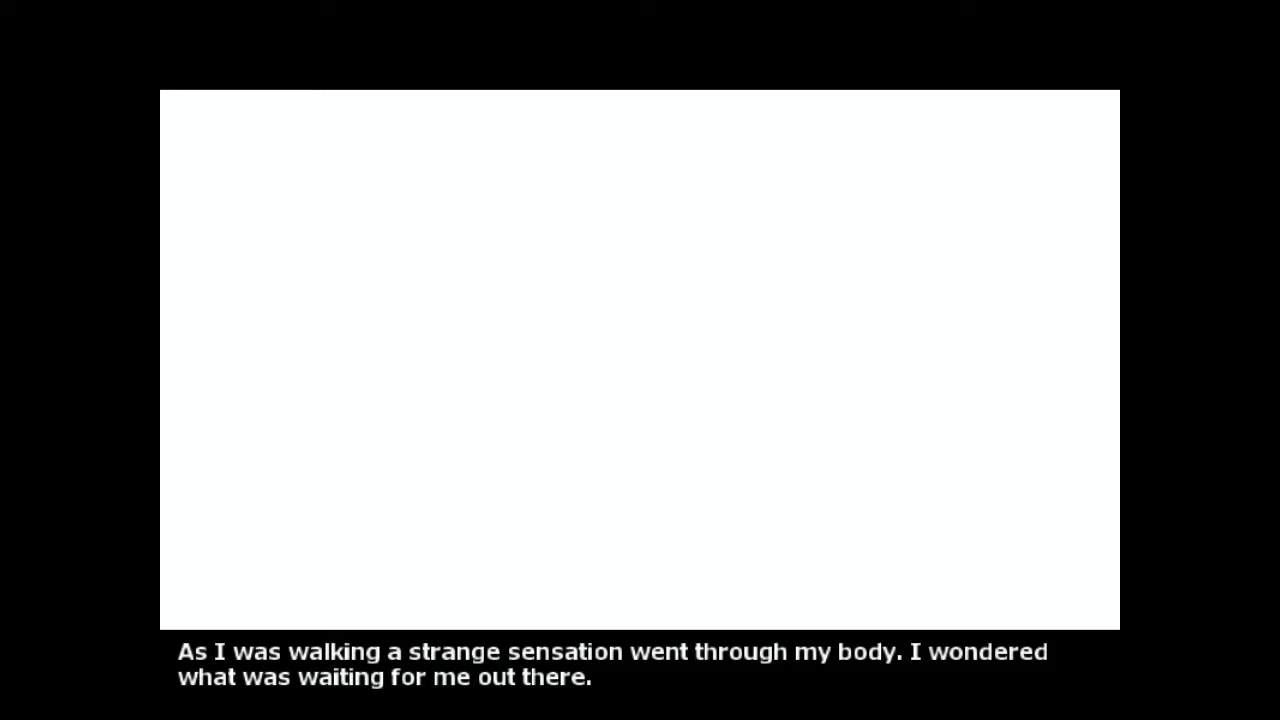 As I was walking a strange sensation went through my body. I wondered
what was waiting for me out there.